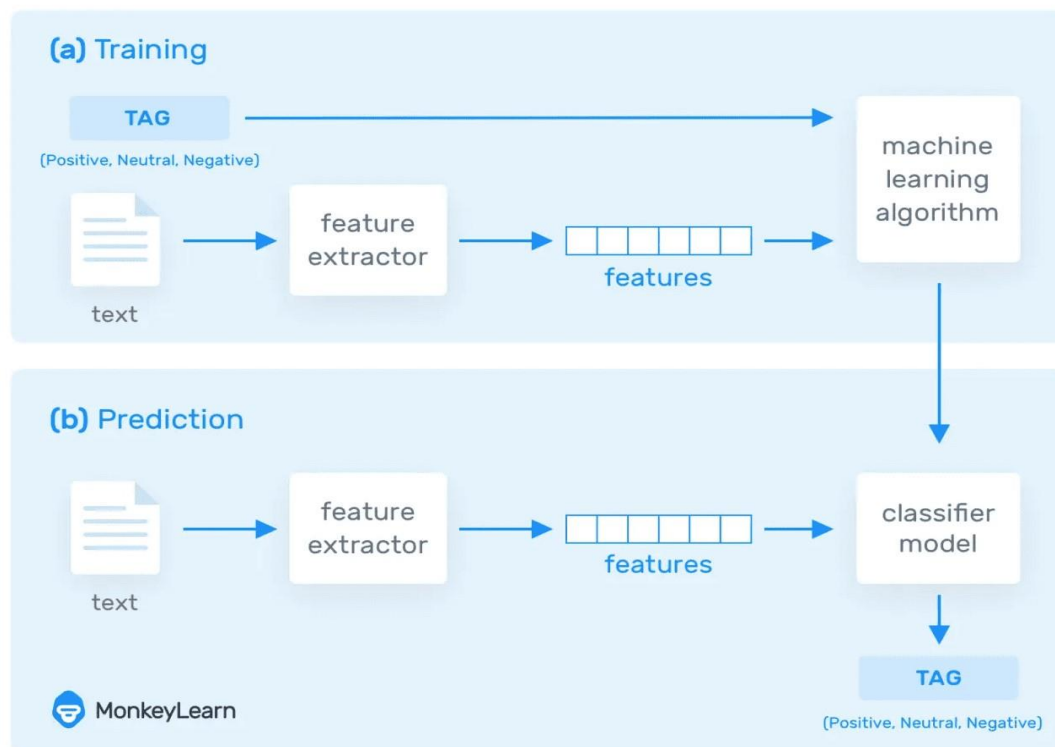 (a) Training
TAG
(Positive, Neutral, Negative)
text
feature
extractor
features
machine
learning
algorithm
(b) Prediction
text
feature
extractor
features
classifier
model
TAG
(Positive, Neutral, Negative)
MonkeyLearn